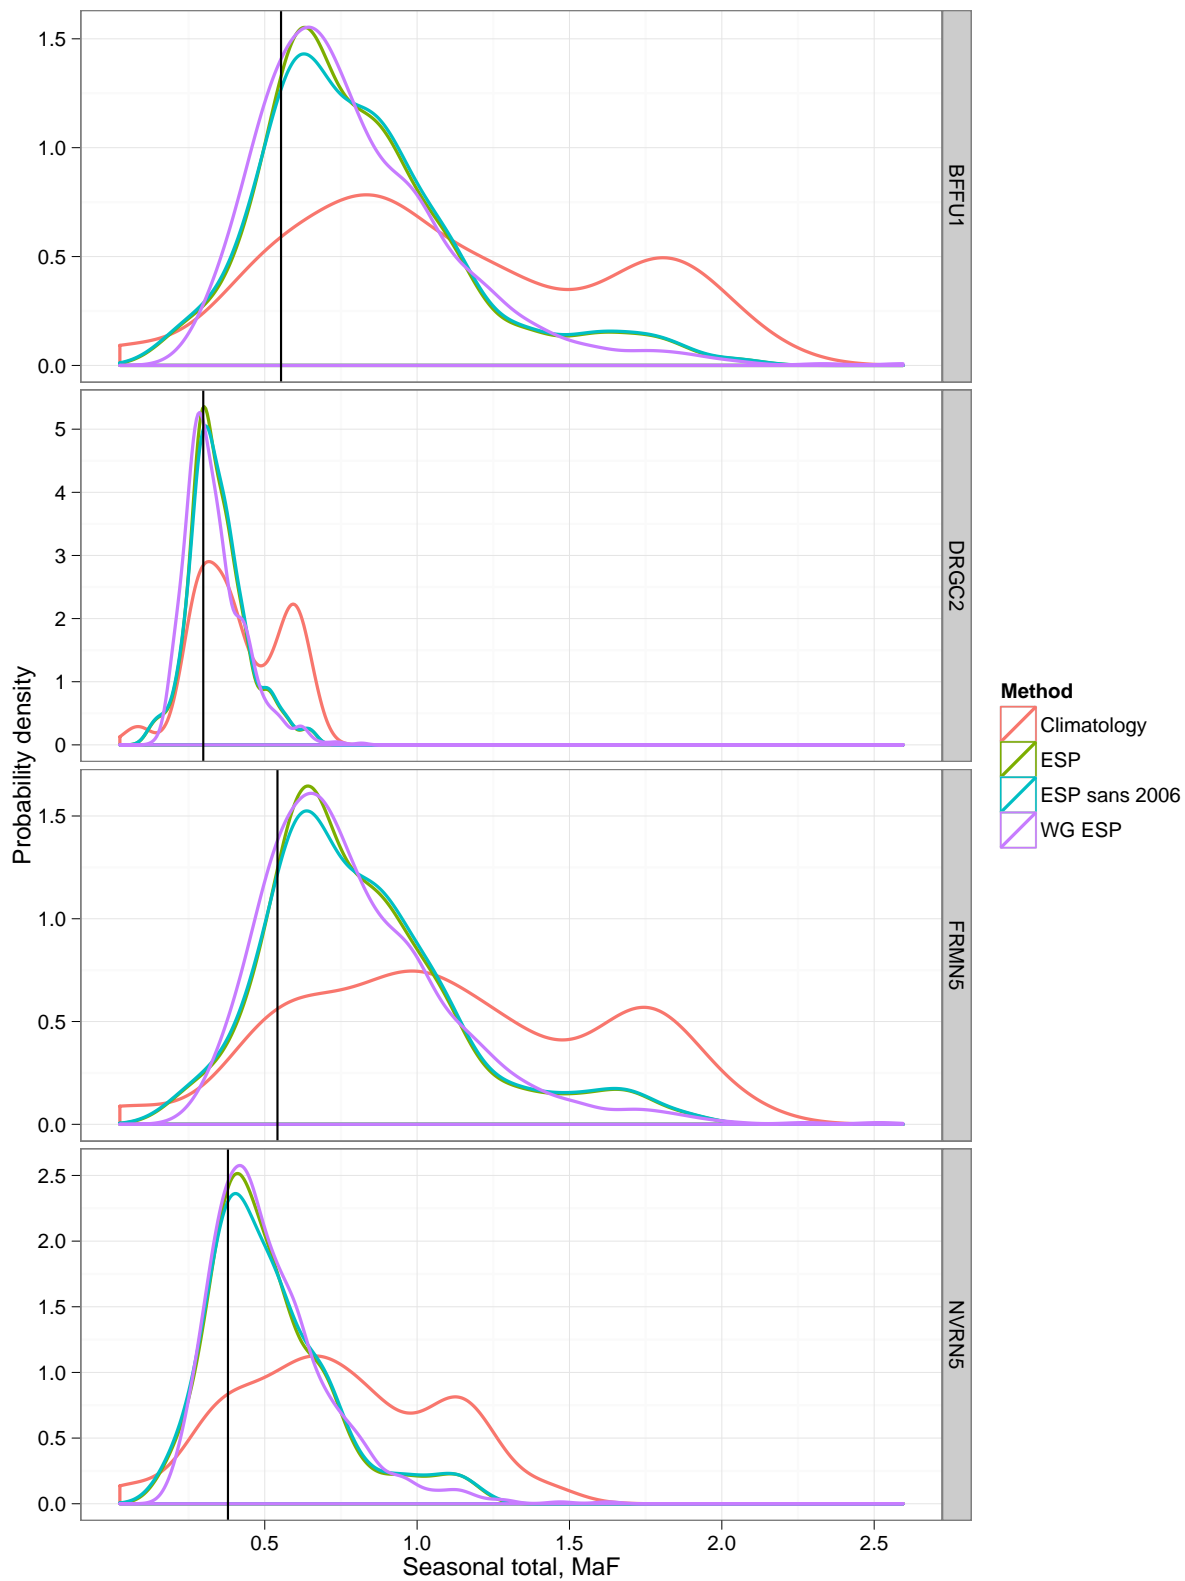 1.5
1.0
0.5
0.0
BFFU1
5
4
3
2
1
0
DRGC2
1.5
1.0
0.5
0.0
FRMN5
2.5
2.0
1.5
1.0
0.5
0.0
NVRN5
Probability density
0.5 1.0 1.5 2.0 2.5
Seasonal total, MaF
Method
Climatology
ESP
ESP sans 2006
WG ESP